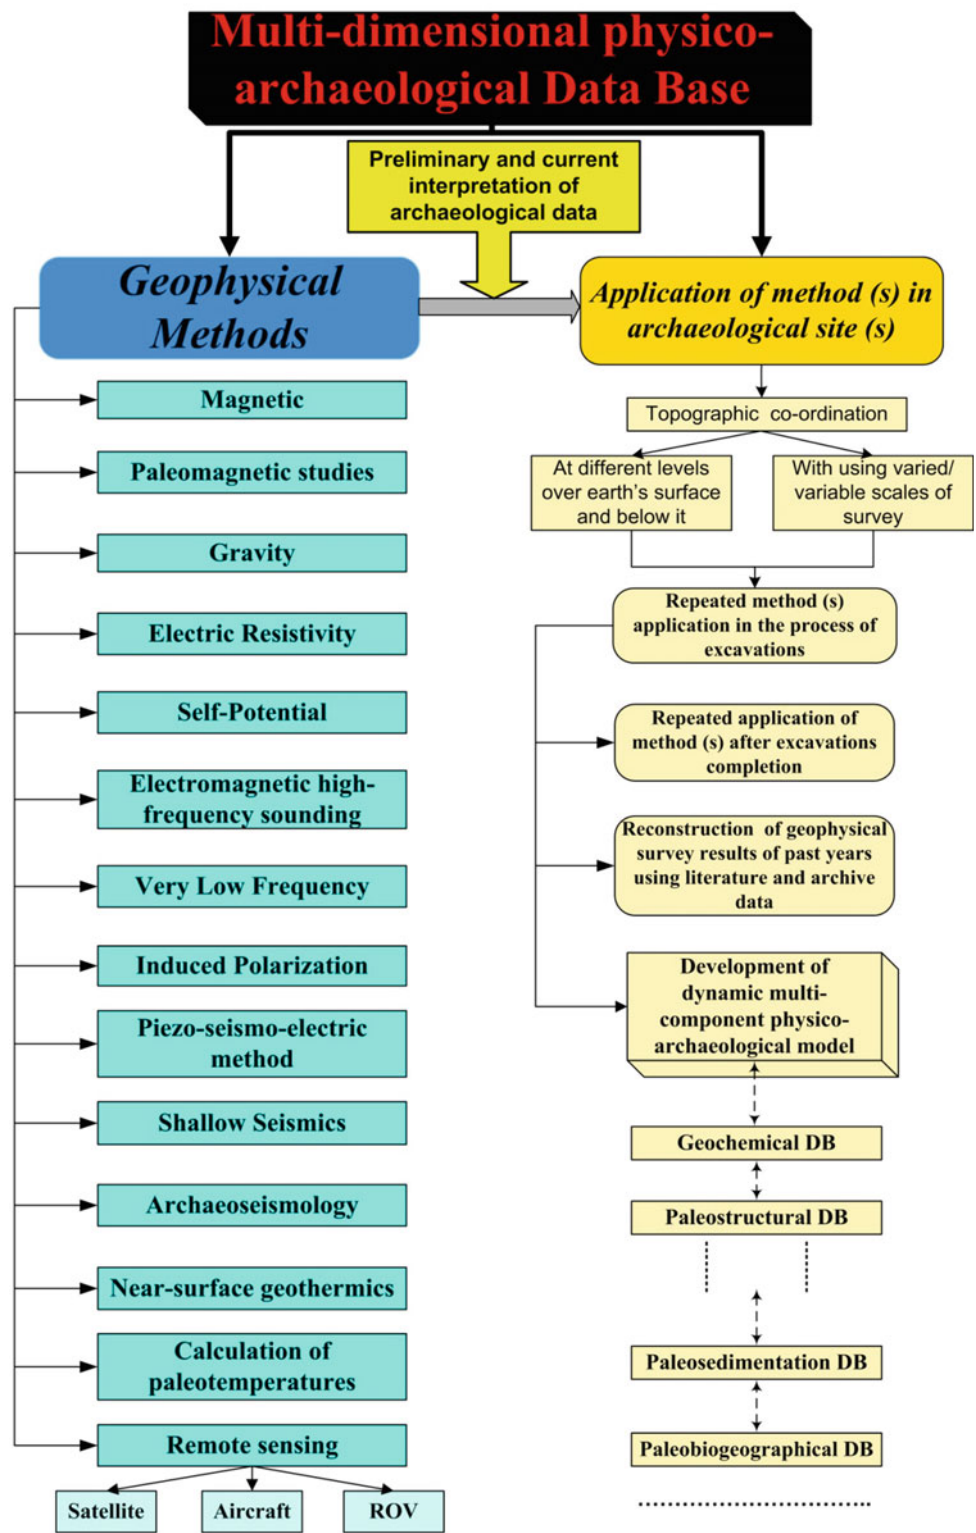 Multi-dimensional physico-
archaeological Data Base
Preliminary and current
interpretation of
archaeological data
Geophysical
Methods
Magnetic
Paleomagnetic studies
Gravity
Electric Resistivity
Self-Potential
Electromagnetic high-
frequency sounding
Very Low Frequency
Induced Polarization
Piezo-seismo-electric
method
Shallow Seismics
Archaeoseismology
Near-surface geothermics
Calculation of
paleotemperatures
Remote sensing
Satellite
Aircraft
ROV
Application of method (s) in
archaeological site (s)
Topographic co-ordination
At different levels
over earth's surface
and below it
With using varied/
variable scales of
survey
Repeated method (s)
application in the process of
excavations
Repeated application of
method (s) after excavations
completion
Reconstruction of geophysical
survey results of past years
using literature and archive
data
Development of
dynamic multi-
component physico-
archaeological model
Geochemical DB
Paleostructural DB
Paleosedimentation DB
Paleobiogeographical DB